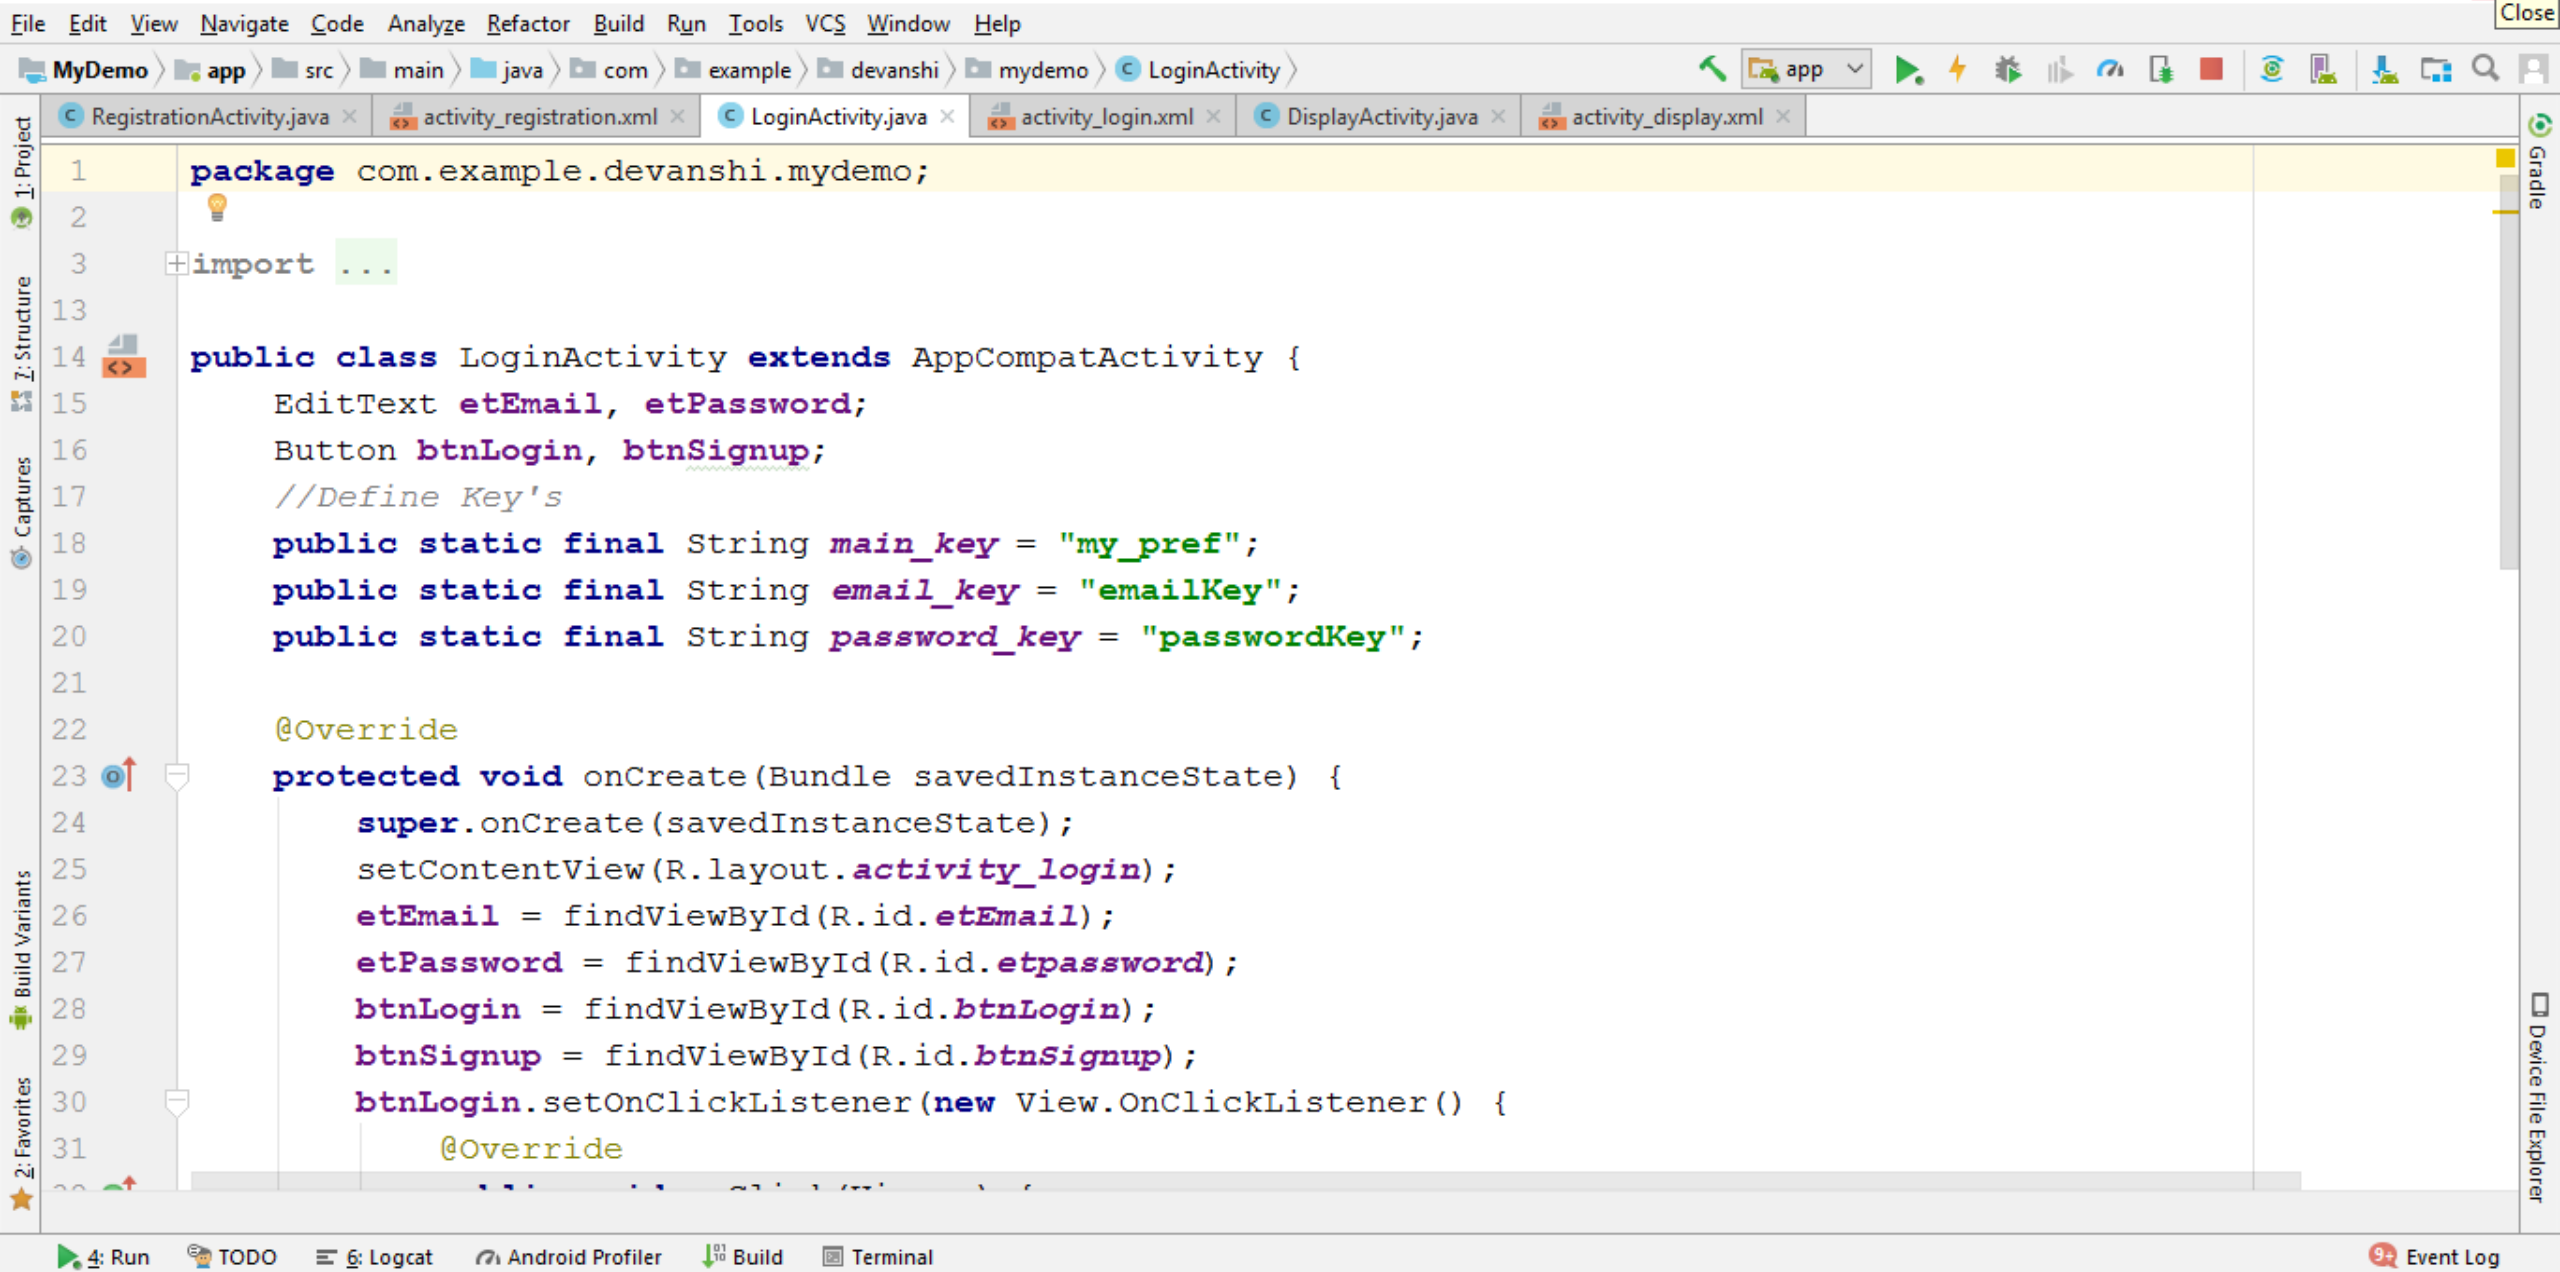 Close
File Edit View Navigate Code Analyze Refactor Build Run Tools VCS Window Help
MyDemo app src main java com example devanshi mydemo LoginActivity app
RegistrationActivity.java activity_registration.xml LoginActivity.java activity_login.xml DisplayActivity.java activity_display.xml
1: Project
7: Structure
Captures
Build Variants
2: Favorites
1 package com.example.devanshi.mydemo;
2
3 import ...
13
14 public class LoginActivity extends AppCompatActivity {
15 EditText etEmail, etPassword;
16 Button btnLogin, btnSignup;
17 //Define Key's
18 public static final String main_key = "my_pref";
19 public static final String email_key = "emailKey";
20 public static final String password_key = "passwordKey";
21
22 @Override
23 protected void onCreate(Bundle savedInstanceState) {
24 super.onCreate(savedInstanceState);
25 setContentView(R.layout.activity_login);
26 etEmail = findViewById(R.id.etEmail);
27 etPassword = findViewById(R.id.etpassword);
28 btnLogin = findViewById(R.id.btnLogin);
29 btnSignup = findViewById(R.id.btnSignup);
30 btnLogin.setOnClickListener(new View.OnClickListener() {
31 @Override
Gradle
Device File Explorer
4: Run TODO 6: Logcat Android Profiler Build Terminal 9+ Event Log